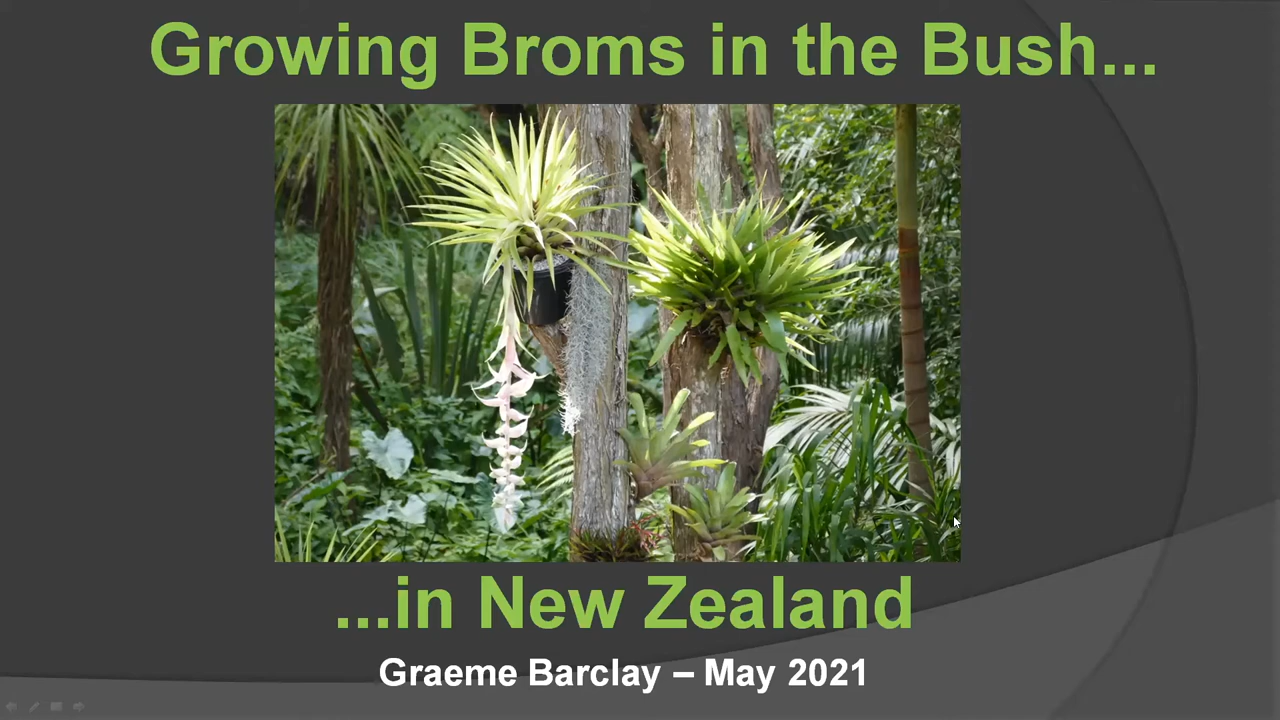 Growing Broms in the Bush...
...in New Zealand
Graeme Barclay – May 2021